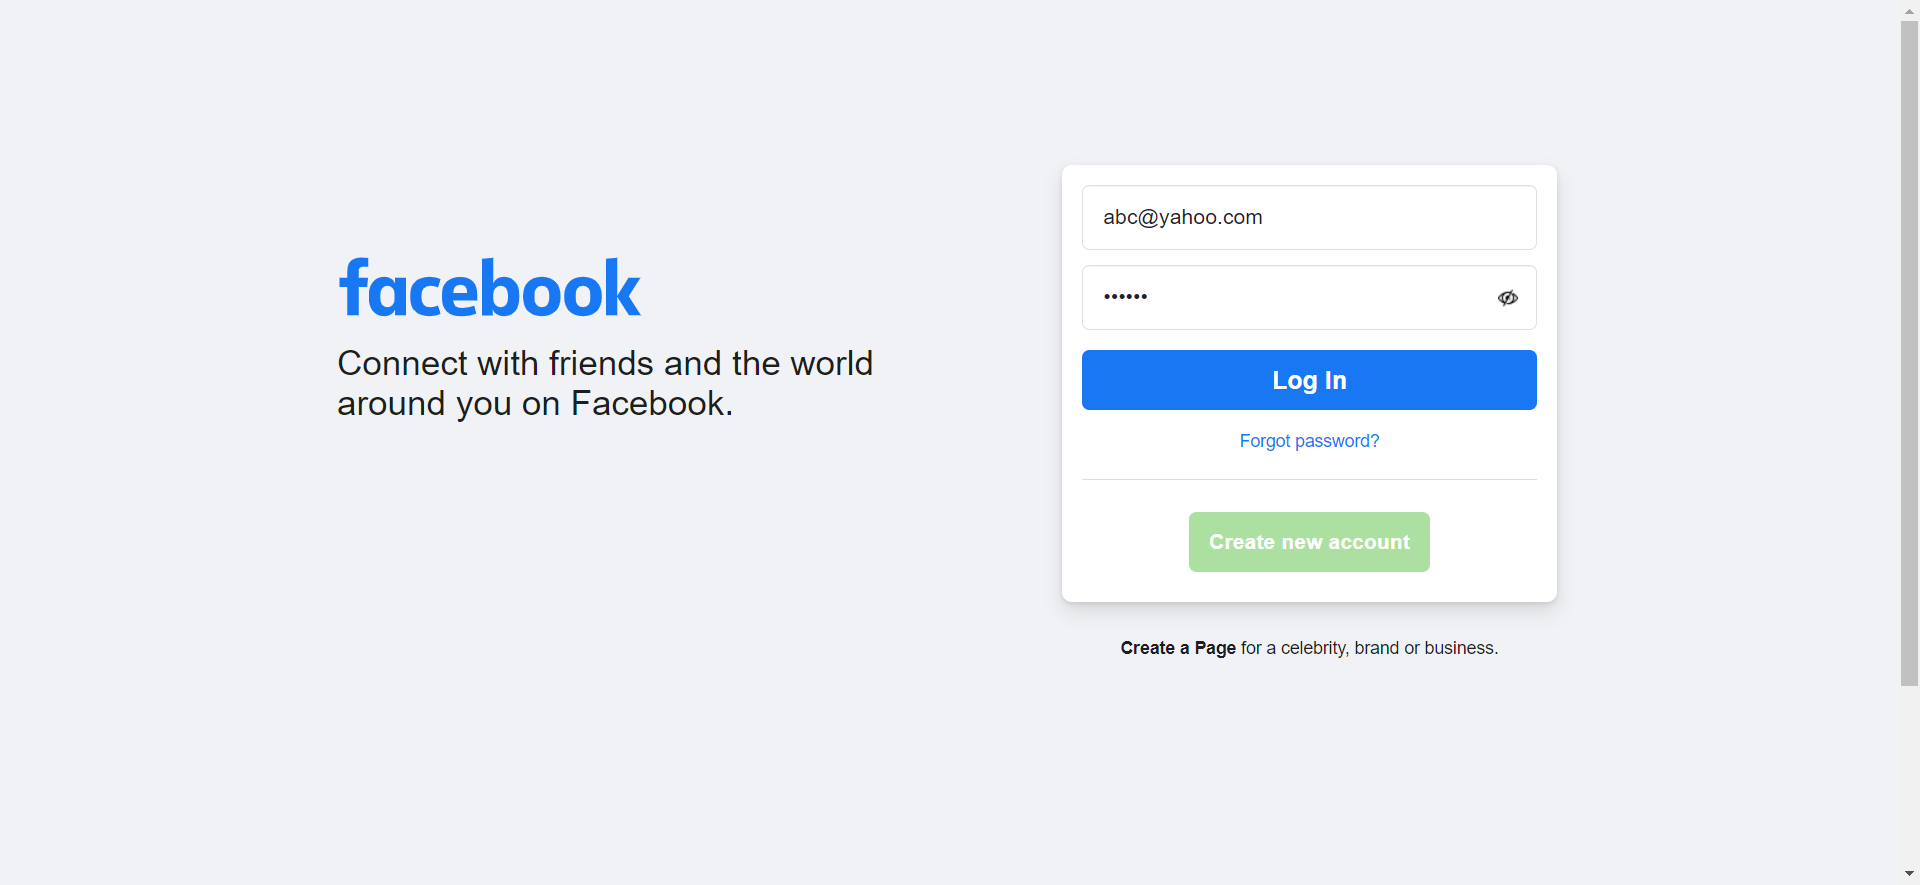 facebook
Connect with friends and the world
around you on Facebook.
abc@yahoo.com
••••••
Log In
Forgot password?
Create new account
Create a Page for a celebrity, brand or business.